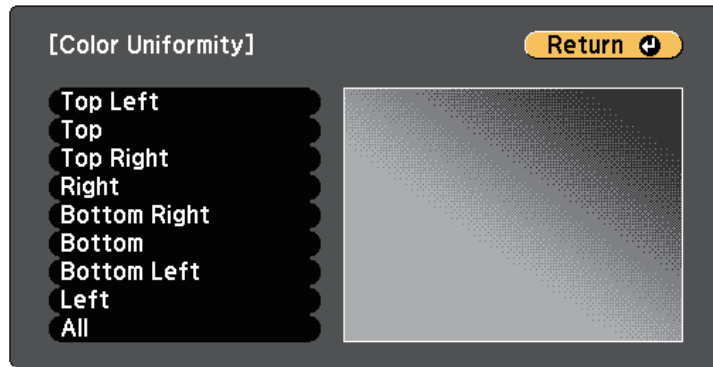 [Color Uniformity]
Return
Top Left
Top
Top Right
Right
Bottom Right
Bottom
Bottom Left
Left
All